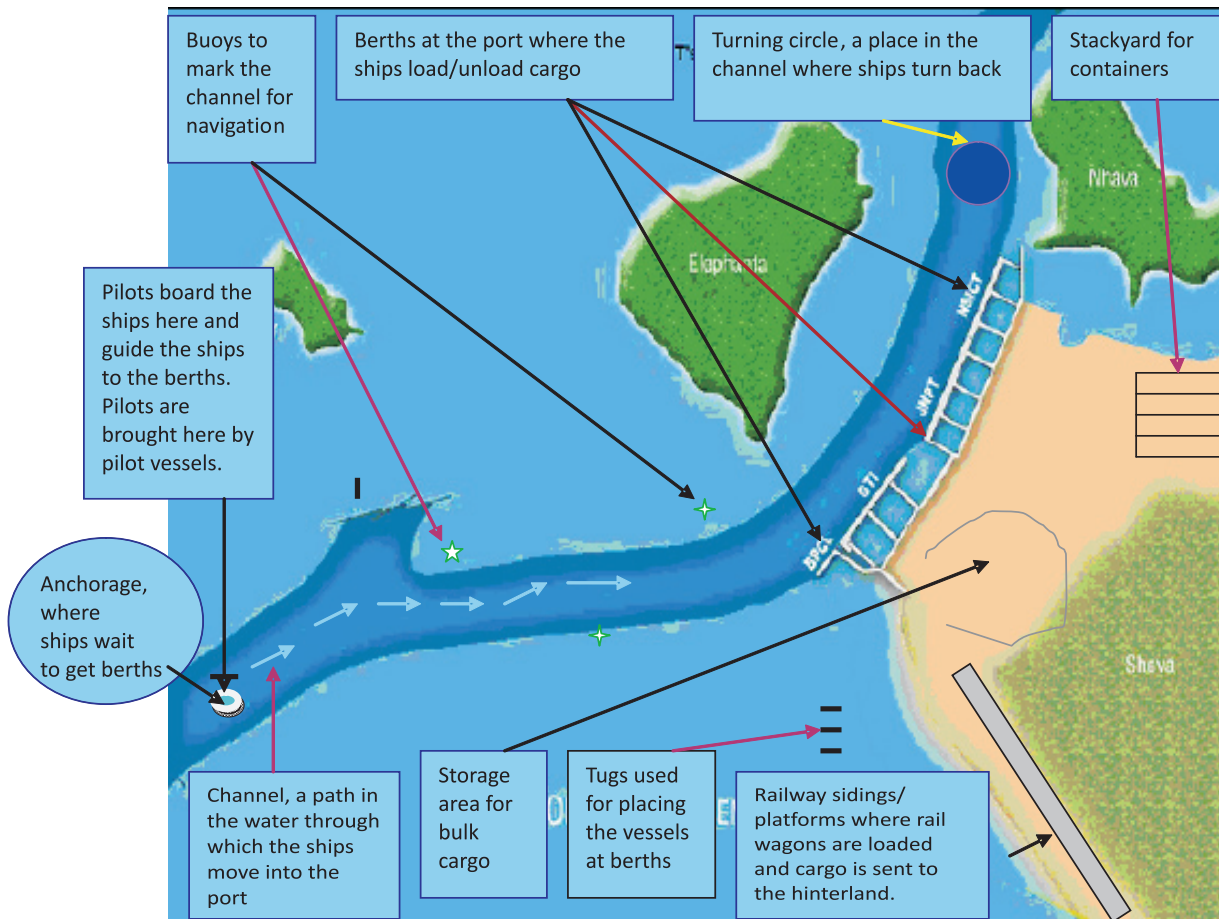 Buoys to
mark the
channel for
navigation
Berths at the port where the
ships load/unload cargo
Turning circle, a place in the
channel where ships turn back
Stackyard for
containers
Nhava
Elephanta
Pilots board the
ships here and
guide the ships
to the berths.
Pilots are
brought here by
pilot vessels.
JNPT
GTI
Anchorage,
where
ships wait
to get berths
Sheva
Channel, a path in
the water through
which the ships
move into the
port
Storage
area for
bulk
cargo
Tugs used
for placing
the vessels
at berths
Railway sidings/
platforms where rail
wagons are loaded
and cargo is sent to
the hinterland.